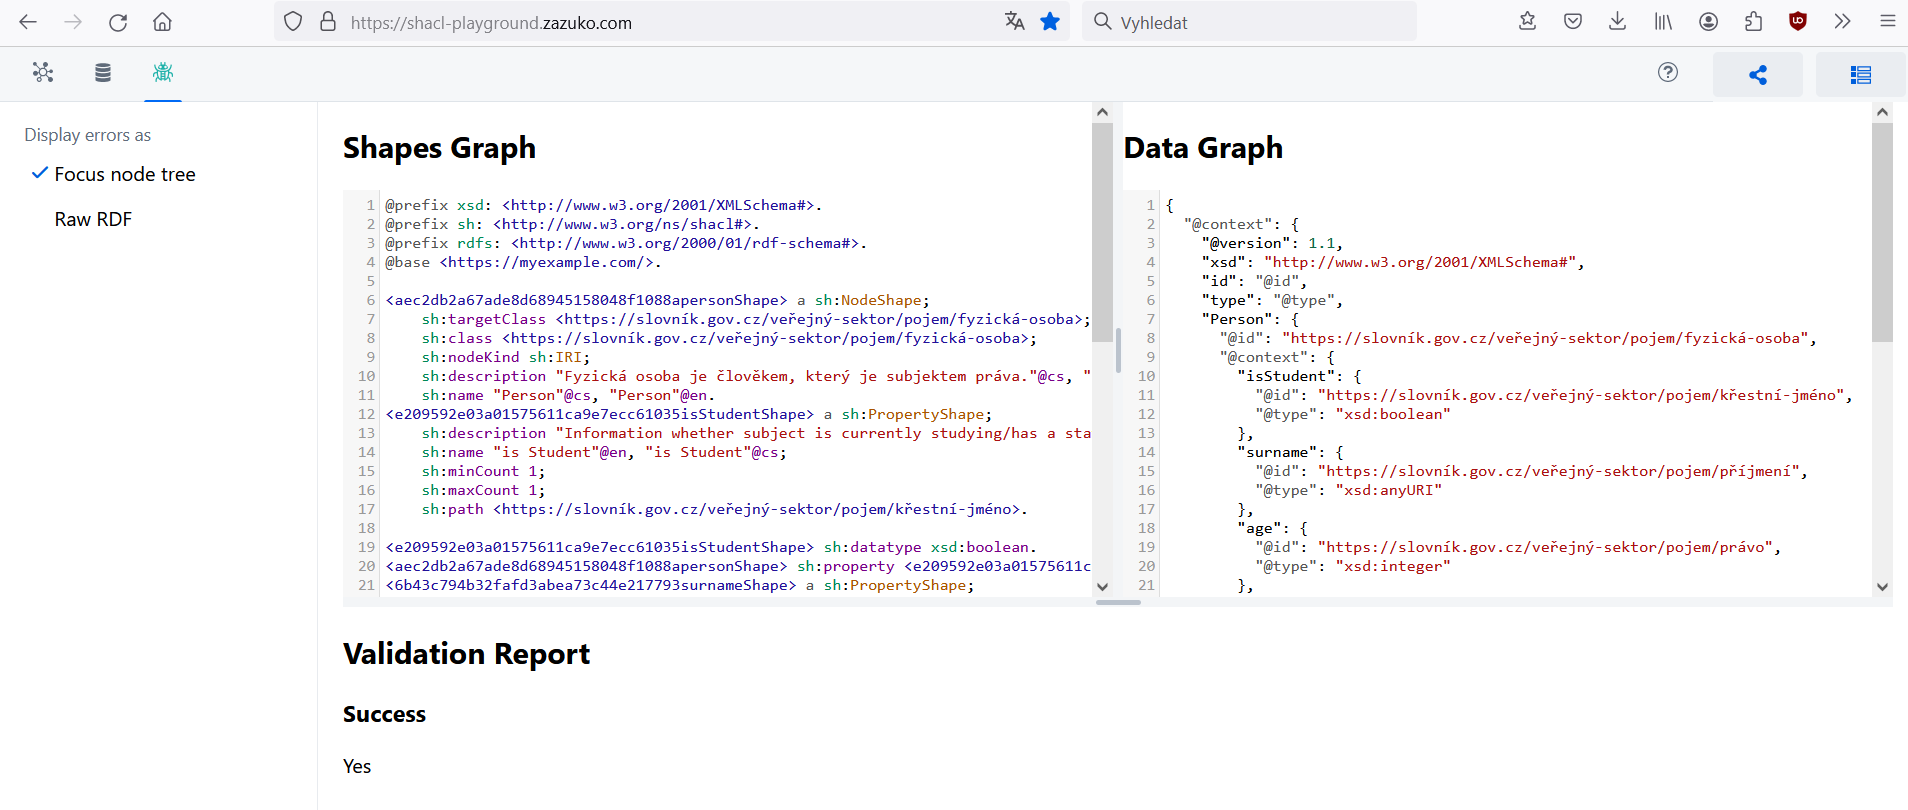 https://shacl-playground.zazuko.com
Vyhledat
Display errors as
Focus node tree
Raw RDF
Shapes Graph
1 @prefix xsd: <http://www.w3.org/2001/XMLSchema#>.
2 @prefix sh: <http://www.w3.org/ns/shacl#>.
3 @prefix rdfs: <http://www.w3.org/2000/01/rdf-schema#>.
4 @base <https://myexample.com/>.
5
6 <aec2db2a67ade8d68945158048f1088apersonShape> a sh:NodeShape;
7 sh:targetClass <https://slovník.gov.cz/veřejný-sektor/pojem/fyzická-osoba>;
8 sh:class <https://slovník.gov.cz/veřejný-sektor/pojem/fyzická-osoba>;
9 sh:nodeKind sh:IRI;
10 sh:description "Fyzická osoba je člověkem, který je subjektem práva."@cs, "
11 sh:name "Person"@cs, "Person"@en.
12 <e209592e03a01575611ca9e7ecc61035isStudentShape> a sh:PropertyShape;
13 sh:description "Information whether subject is currently studying/has a sta
14 sh:name "is Student"@en, "is Student"@cs;
15 sh:minCount 1;
16 sh:maxCount 1;
17 sh:path <https://slovník.gov.cz/veřejný-sektor/pojem/křestní-jméno>.
18
19 <e209592e03a01575611ca9e7ecc61035isStudentShape> sh:datatype xsd:boolean.
20 <aec2db2a67ade8d68945158048f1088apersonShape> sh:property <e209592e03a01575611c
21 <6b43c794b32fafd3abea73c44e217793surnameShape> a sh:PropertyShape;
Data Graph
1 {
2 "@context": {
3 "@version": 1.1,
4 "xsd": "http://www.w3.org/2001/XMLSchema#",
5 "id": "@id",
6 "type": "@type",
7 "Person": {
8 "@id": "https://slovník.gov.cz/veřejný-sektor/pojem/fyzická-osoba",
9 "@context": {
10 "isStudent": {
11 "@id": "https://slovník.gov.cz/veřejný-sektor/pojem/křestní-jméno",
12 "@type": "xsd:boolean"
13 },
14 "surname": {
15 "@id": "https://slovník.gov.cz/veřejný-sektor/pojem/příjmení",
16 "@type": "xsd:anyURI"
17 },
18 "age": {
19 "@id": "https://slovník.gov.cz/veřejný-sektor/pojem/právo",
20 "@type": "xsd:integer"
21 },
Validation Report
Success
Yes